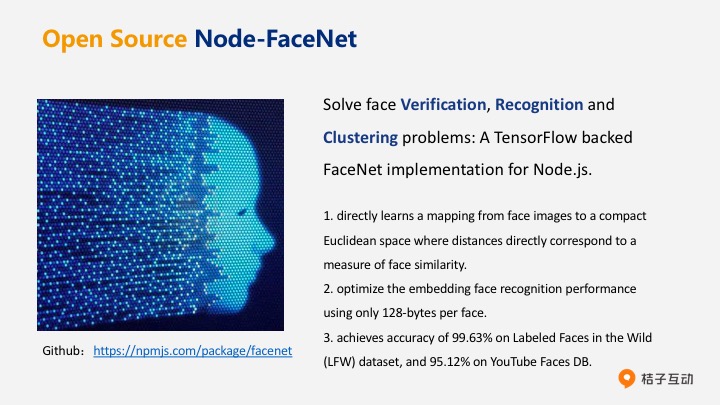 Open Source Node-FaceNet
Solve face Verification, Recognition and
Clustering problems: A TensorFlow backed
FaceNet implementation for Node.js.
1. directly learns a mapping from face images to a compact
Euclidean space where distances directly correspond to a
measure of face similarity.
2. optimize the embedding face recognition performance
using only 128-bytes per face.
3. achieves accuracy of 99.63% on Labeled Faces in the Wild
(LFW) dataset, and 95.12% on YouTube Faces DB.
Github：https://npmjs.com/package/facenet
桔子互动